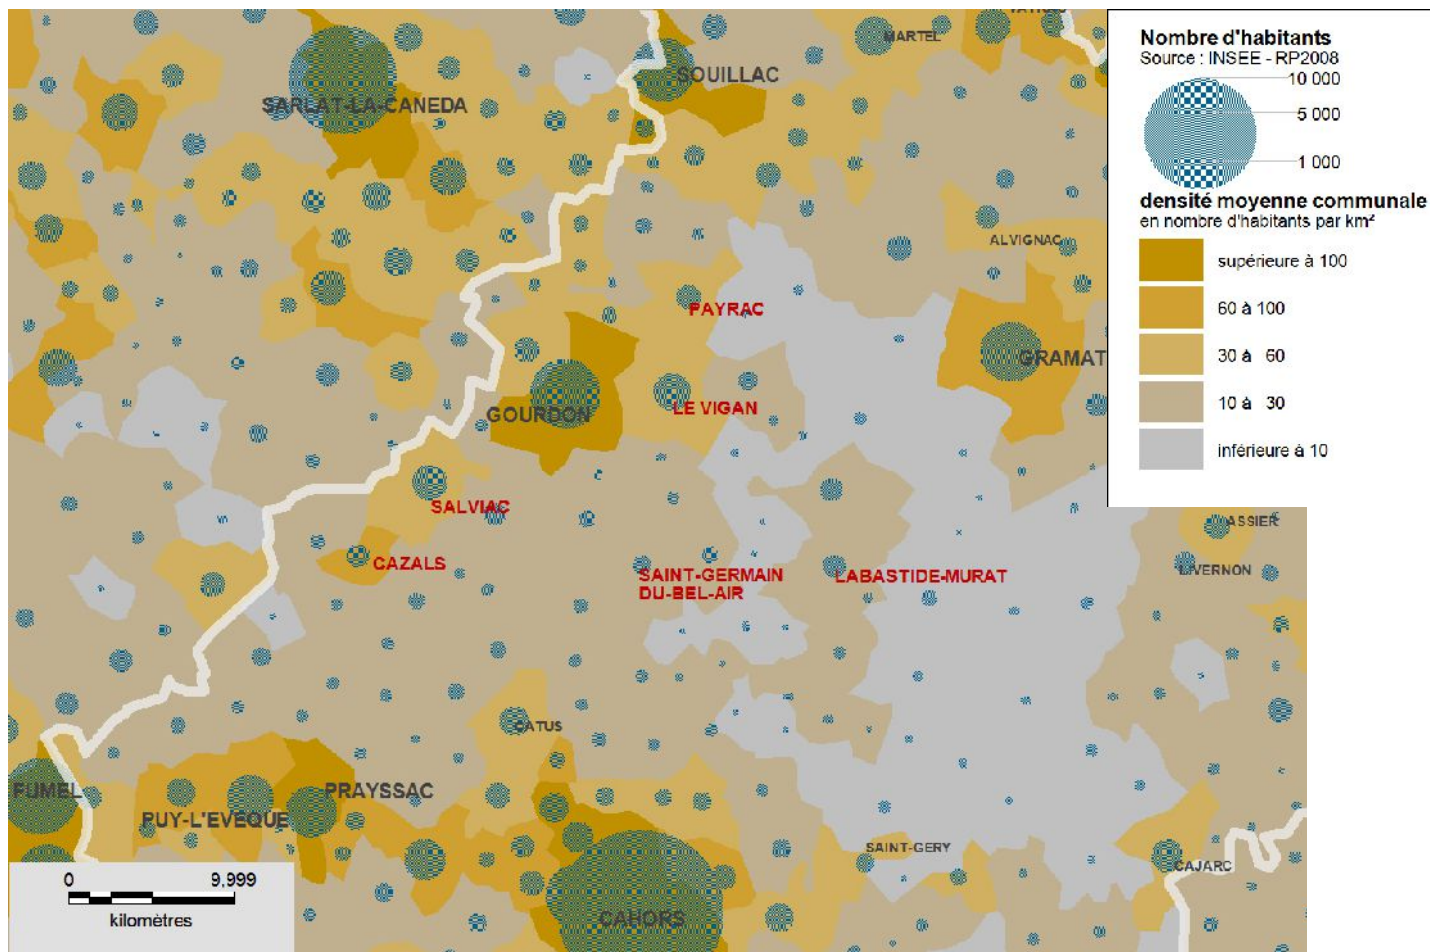 MARTEL
SOUILLAC
SARLAT-LA-CANEDA
ALVIGNAC
PAYRAC
GRAMAT
LE VIGAN
GOURDON
SALVIAC
CAZALS
SAINT-GERMAIN
DU-BEL-AIR
LABASTIDE-MURAT
ASSIER
LIVERNON
CATUS
FUMEL
PRAYSSAC
PUY-L'EVEQUE
SAINT-GERY
CAJARC
CAHORS
0 9,999
kilomètres
Nombre d'habitants
Source : INSEE - RP2008
10 000
5 000
1 000
densité moyenne communale
en nombre d'habitants par km²
supérieure à 100
60 à 100
30 à 60
10 à 30
inférieure à 10